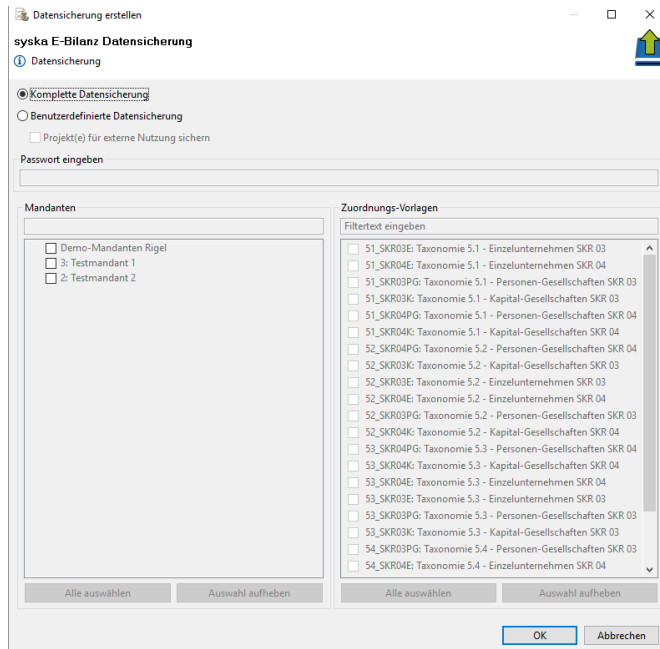 Datensicherung erstellen
syska E-Bilanz Datensicherung
Datensicherung
Komplette Datensicherung
Benutzerdefinierte Datensicherung
Projekt(e) für externe Nutzung sichern
Passwort eingeben
Mandanten
Demo-Mandanten Rigel
3: Testmandant 1
2: Testmandant 2
Alle auswählen
Auswahl aufheben
Zuordnungs-Vorlagen
Filtertext eingeben
51_SKR03E: Taxonomie 5.1 - Einzelunternehmen SKR 03
51_SKR04E: Taxonomie 5.1 - Einzelunternehmen SKR 04
51_SKR03PG: Taxonomie 5.1 - Personen-Gesellschaften SKR 03
51_SKR03K: Taxonomie 5.1 - Kapital-Gesellschaften SKR 03
51_SKR04PG: Taxonomie 5.1 - Personen-Gesellschaften SKR 04
51_SKR04K: Taxonomie 5.1 - Kapital-Gesellschaften SKR 04
52_SKR04PG: Taxonomie 5.2 - Personen-Gesellschaften SKR 04
52_SKR03K: Taxonomie 5.2 - Kapital-Gesellschaften SKR 03
52_SKR03E: Taxonomie 5.2 - Einzelunternehmen SKR 03
52_SKR04E: Taxonomie 5.2 - Einzelunternehmen SKR 04
52_SKR03PG: Taxonomie 5.2 - Personen-Gesellschaften SKR 03
52_SKR04K: Taxonomie 5.2 - Kapital-Gesellschaften SKR 04
53_SKR04PG: Taxonomie 5.3 - Personen-Gesellschaften SKR 04
53_SKR04K: Taxonomie 5.3 - Kapital-Gesellschaften SKR 04
53_SKR04E: Taxonomie 5.3 - Einzelunternehmen SKR 04
53_SKR03E: Taxonomie 5.3 - Einzelunternehmen SKR 03
53_SKR03PG: Taxonomie 5.3 - Personen-Gesellschaften SKR 03
53_SKR03K: Taxonomie 5.3 - Kapital-Gesellschaften SKR 03
54_SKR03PG: Taxonomie 5.4 - Personen-Gesellschaften SKR 03
54_SKR04E: Taxonomie 5.4 - Einzelunternehmen SKR 04
Alle auswählen
Auswahl aufheben
OK
Abbrechen